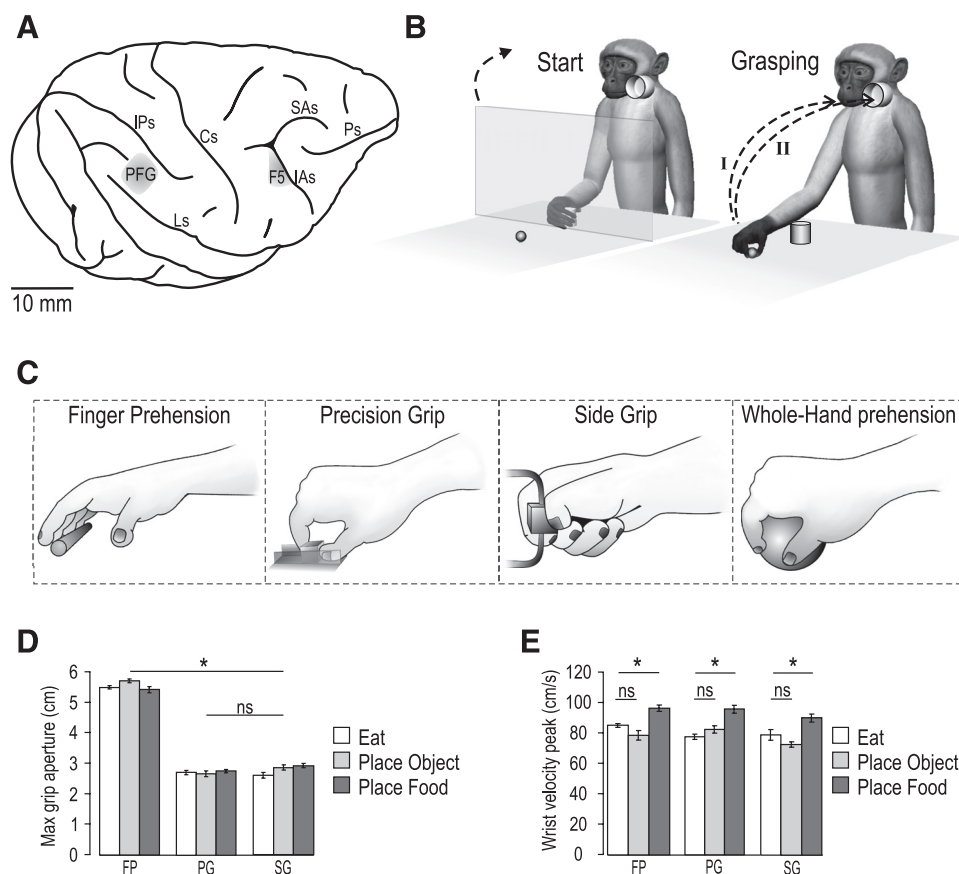 A
IPs
Cs
SAs
Ps
PFG
F5
IAs
Ls
10 mm
B
Start
Grasping
I
II
C
Finger Prehension
Precision Grip
Side Grip
Whole-Hand prehension
D
Max grip aperture (cm)
6
5
4
3
2
1
0
*
ns
FP
PG
SG
Eat
Place Object
Place Food
E
Wrist velocity peak (cm/s)
120
100
80
60
40
20
0
*
*
*
ns
ns
ns
FP
PG
SG
Eat
Place Object
Place Food